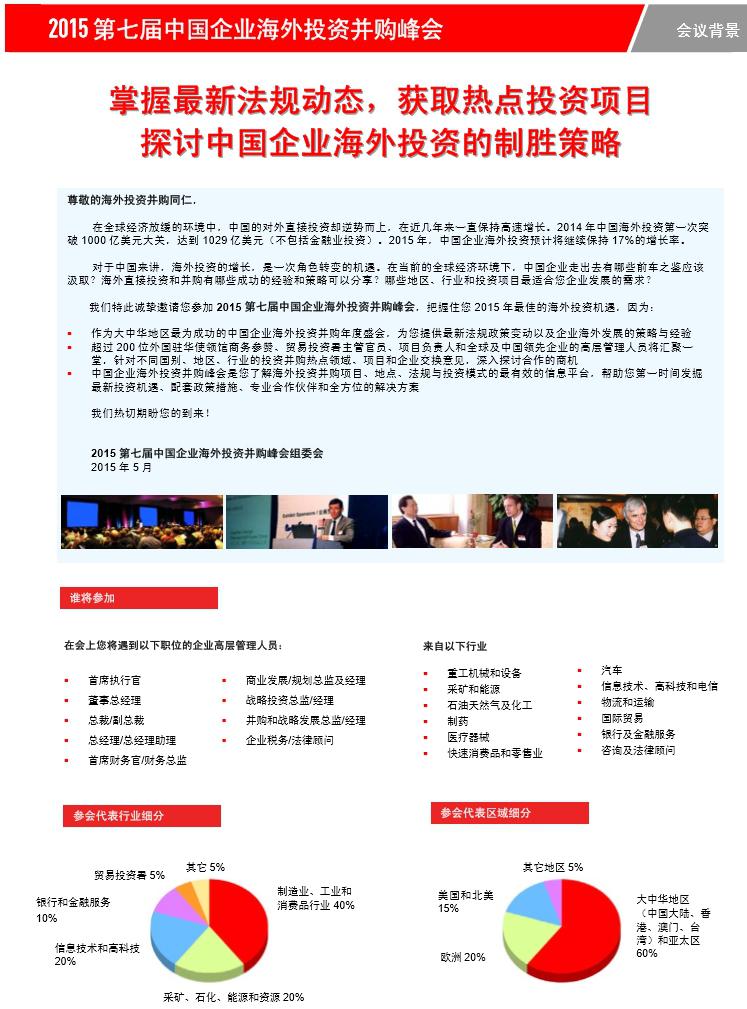 2015 第七届中国企业海外投资并购峰会
会议背景
掌握最新法规动态，获取热点投资项目
探讨中国企业海外投资的制胜策略
尊敬的海外投资并购同仁，
在全球经济放缓的环境中，中国的对外直接投资却逆势而上，在近几年来一直保持高速增长。2014 年中国海外投资第一次突
破 1000 亿美元大关，达到 1029 亿美元（不包括金融业投资）。2015 年，中国企业海外投资预计将继续保持 17%的增长率。
对于中国来讲，海外投资的增长，是一次角色转变的机遇。在当前的全球经济环境下，中国企业走出去有哪些前车之鉴应该
汲取？海外直接投资和并购有哪些成功的经验和策略可以分享？哪些地区、行业和投资项目最适合您企业发展的需求？
我们特此诚挚邀请您参加 2015 第七届中国企业海外投资并购峰会，把握住您 2015 年最佳的海外投资机遇，因为：
▪ 作为大中华地区最为成功的中国企业海外投资并购年度盛会，为您提供最新法规政策变动以及企业海外发展的策略与经验
▪ 超过 200 位外国驻华使领馆商务参赞、贸易投资署主管官员、项目负责人和全球及中国领先企业的高层管理人员将汇聚一
堂，针对不同国别、地区、行业的投资并购热点领域、项目和企业交换意见，深入探讨合作的商机
▪ 中国企业海外投资并购峰会是您了解海外投资并购项目、地点、法规与投资模式的最有效的信息平台，帮助您第一时间发掘
最新投资机遇、配套政策措施、专业合作伙伴和全方位的解决方案
我们热切期盼您的到来！
2015 第七届中国企业海外投资并购峰会组委会
2015 年 5 月
谁将参加
在会上您将遇到以下职位的企业高层管理人员：
▪ 首席执行官
▪ 董事总经理
▪ 总裁/副总裁
▪ 总经理/总经理助理
▪ 首席财务官/财务总监
▪ 商业发展/规划总监及经理
▪ 战略投资总监/经理
▪ 并购和战略发展总监/经理
▪ 企业税务/法律顾问
来自以下行业
▪ 重工机械和设备
▪ 采矿和能源
▪ 石油天然气及化工
▪ 制药
▪ 医疗器械
▪ 快速消费品和零售业
▪ 汽车
▪ 信息技术、高科技和电信
▪ 物流和运输
▪ 国际贸易
▪ 银行及金融服务
▪ 咨询及法律顾问
参会代表行业细分
其它 5%
贸易投资署 5%
制造业、工业和
消费品行业 40%
银行和金融服务
10%
信息技术和高科技
20%
采矿、石化、能源和资源 20%
参会代表区域细分
其它地区 5%
美国和北美
15%
大中华地区
（中国大陆、香
港、澳门、台
湾）和亚太区
60%
欧洲 20%